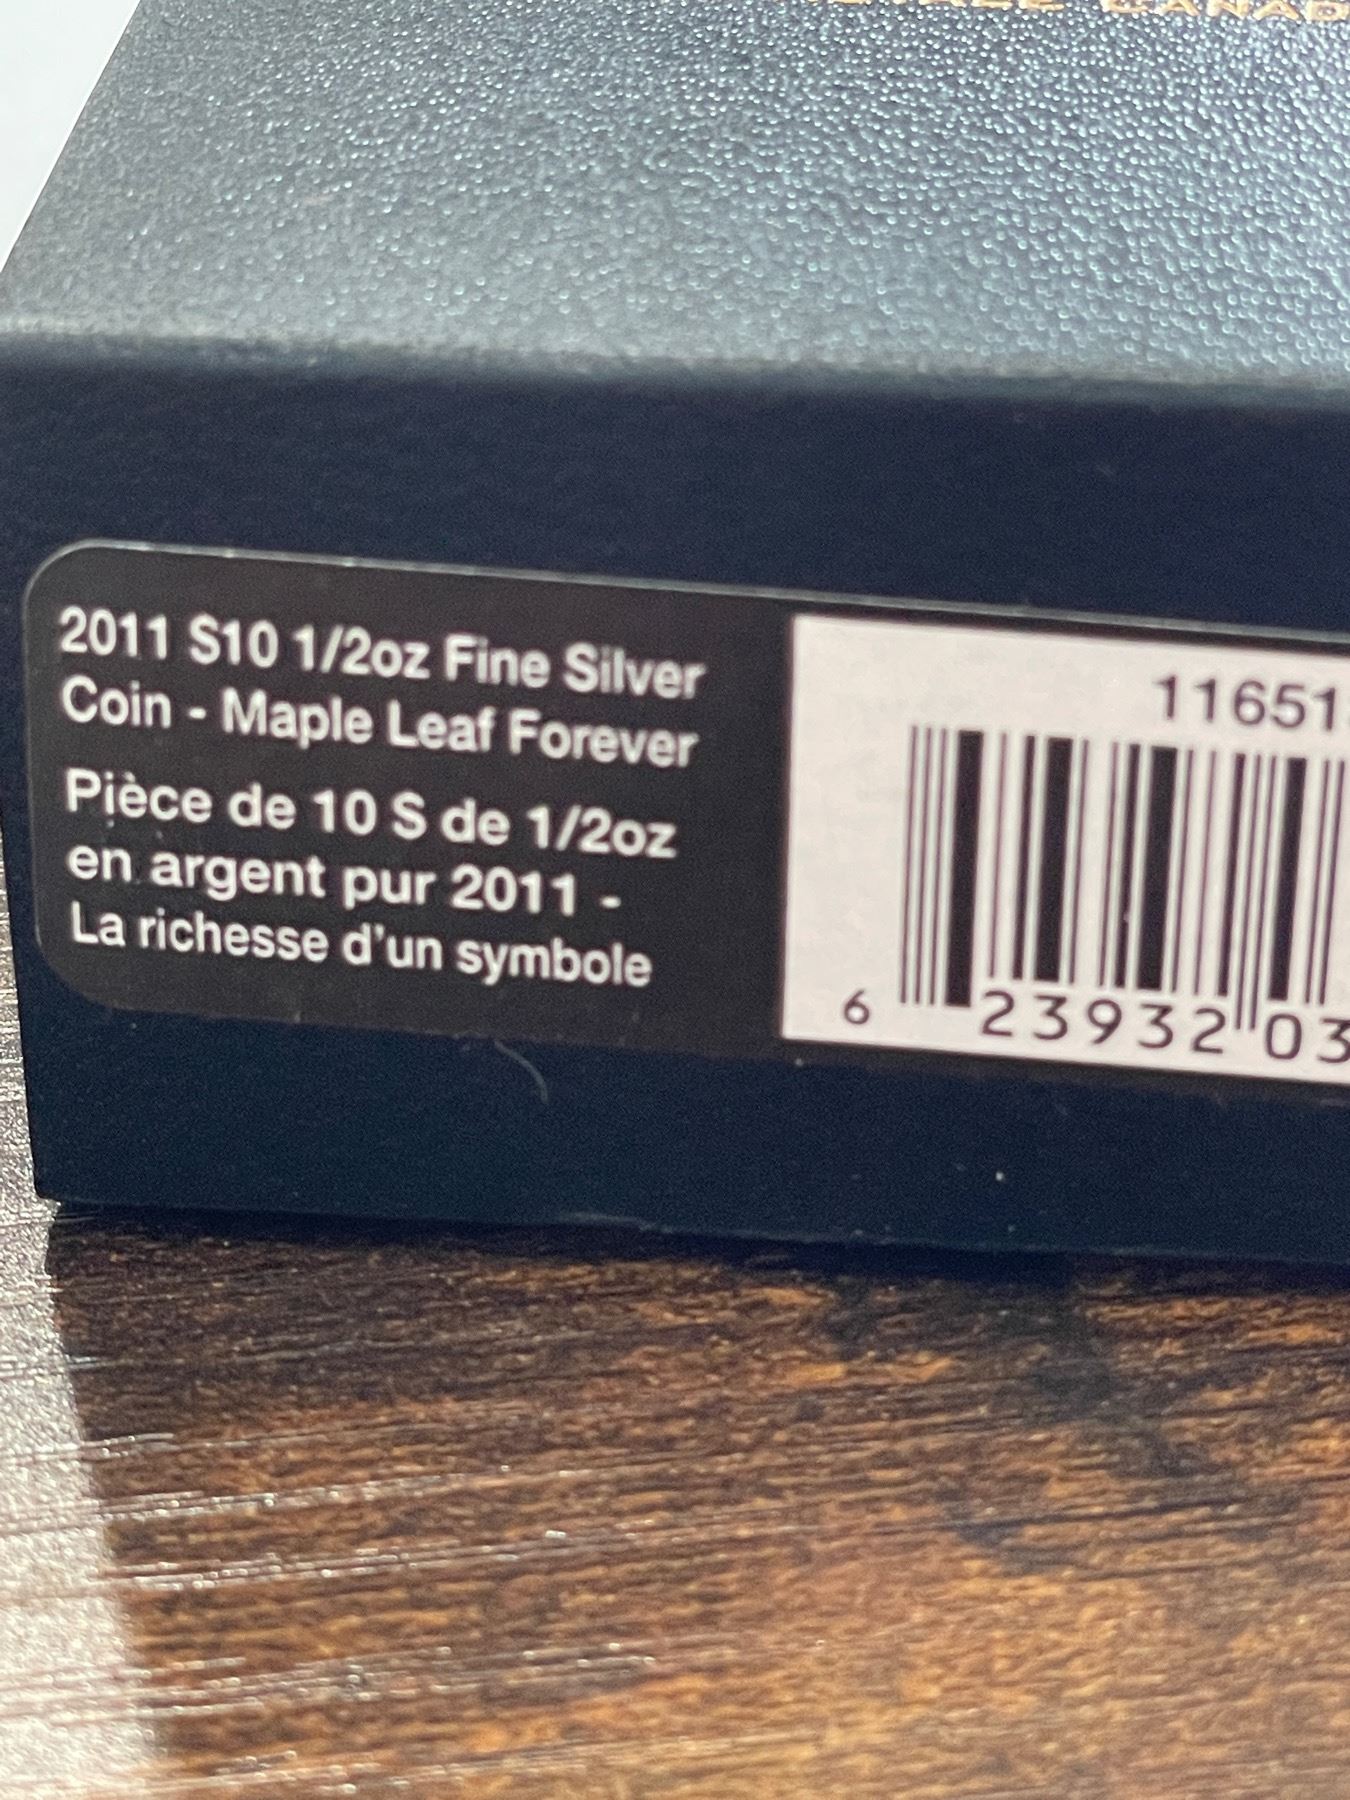 2011 $10 1/2oz Fine Silver
Coin - Maple Leaf Forever
Pièce de 10 $ de 1/2oz
en argent pur 2011 -
La richesse d'un symbole
11651
6 23932 03